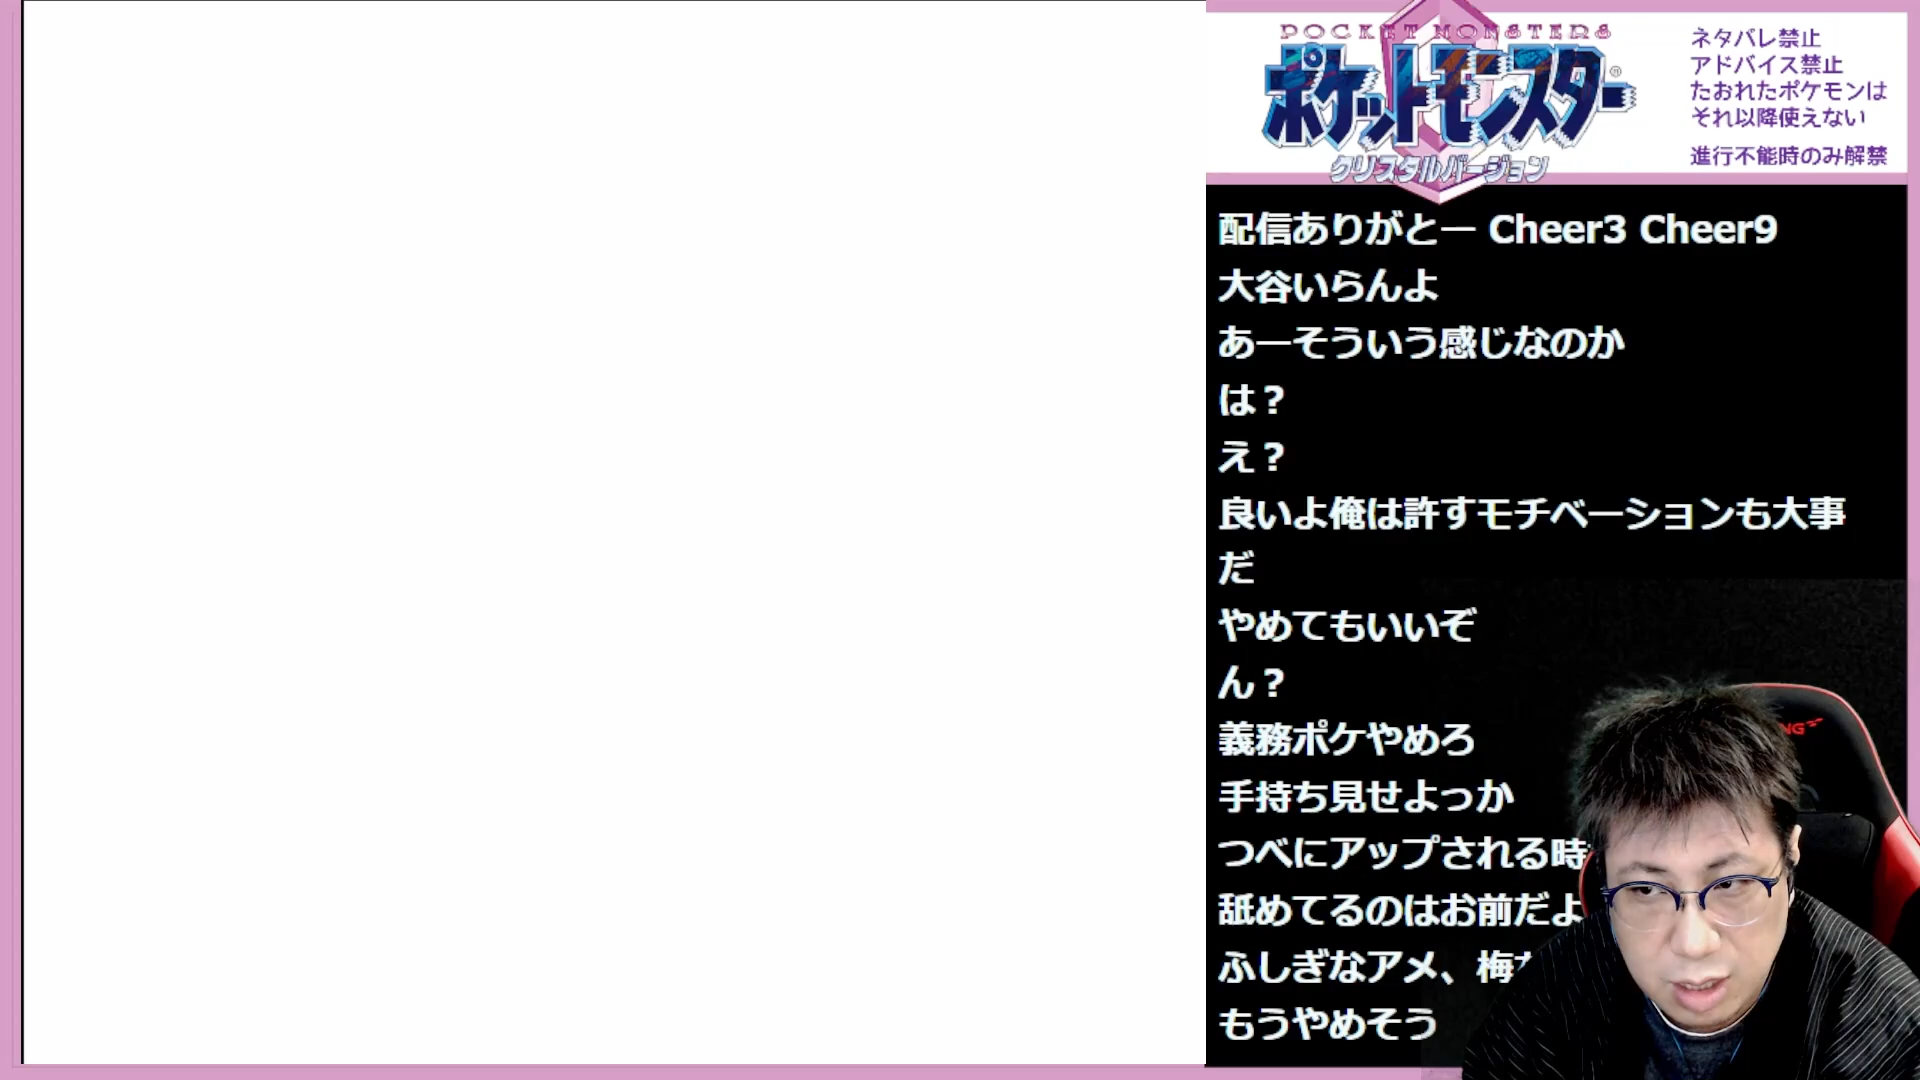 POCKET MONSTERS
ポケットモンスター
®
クリスタルバージョン
ネタバレ禁止
アドバイス禁止
たおれたポケモンは
それ以降使えない
進行不能時のみ解禁
配信ありがとー Cheer3 Cheer9
大谷いらんよ
あーそういう感じなのか
は？
え？
良いよ俺は許すモチベーションも大事
だ
やめてもいいぞ
ん？
義務ポケやめろ
手持ち見せよっか
つべにアップされる時
舐めてるのはお前だよ
ふしぎなアメ、梅
もうやめそう
NG